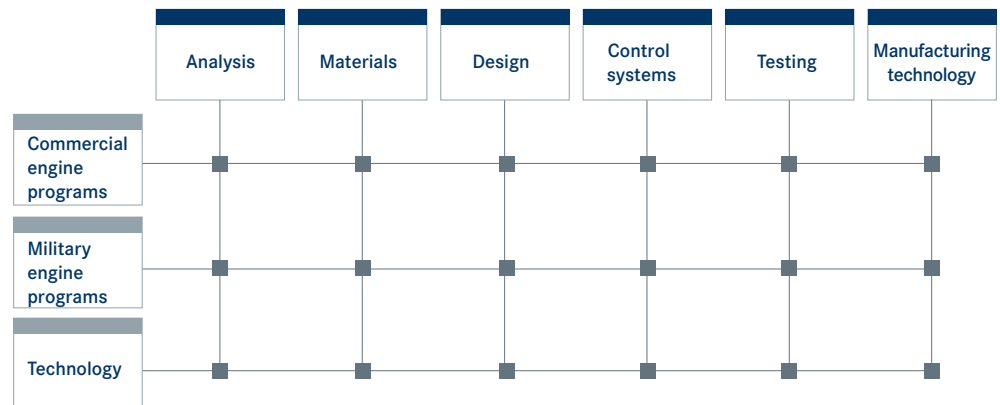 Analysis
Materials
Design
Control
systems
Testing
Manufacturing
technology
Commercial
engine
programs
Military
engine
programs
Technology